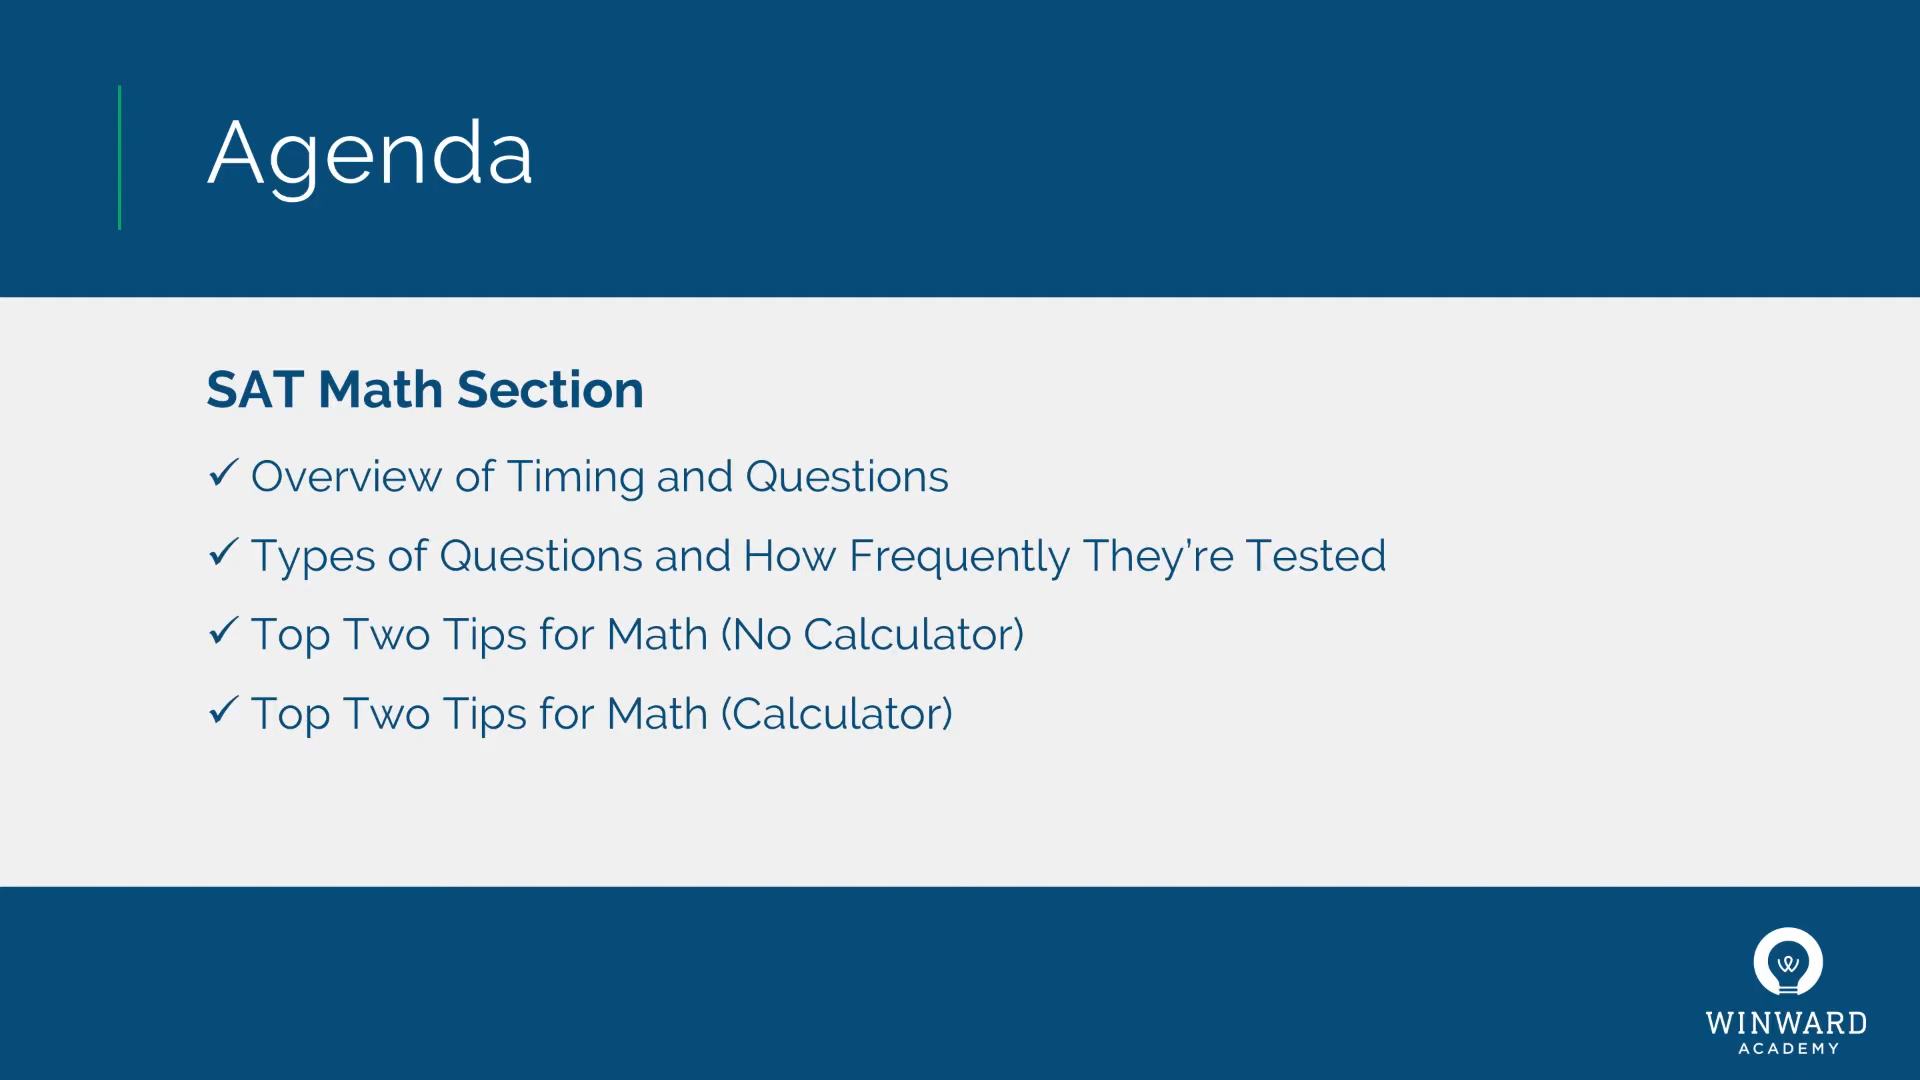 Agenda
SAT Math Section
✓ Overview of Timing and Questions
✓ Types of Questions and How Frequently They’re Tested
✓ Top Two Tips for Math (No Calculator)
✓ Top Two Tips for Math (Calculator)
WINWARD
ACADEMY